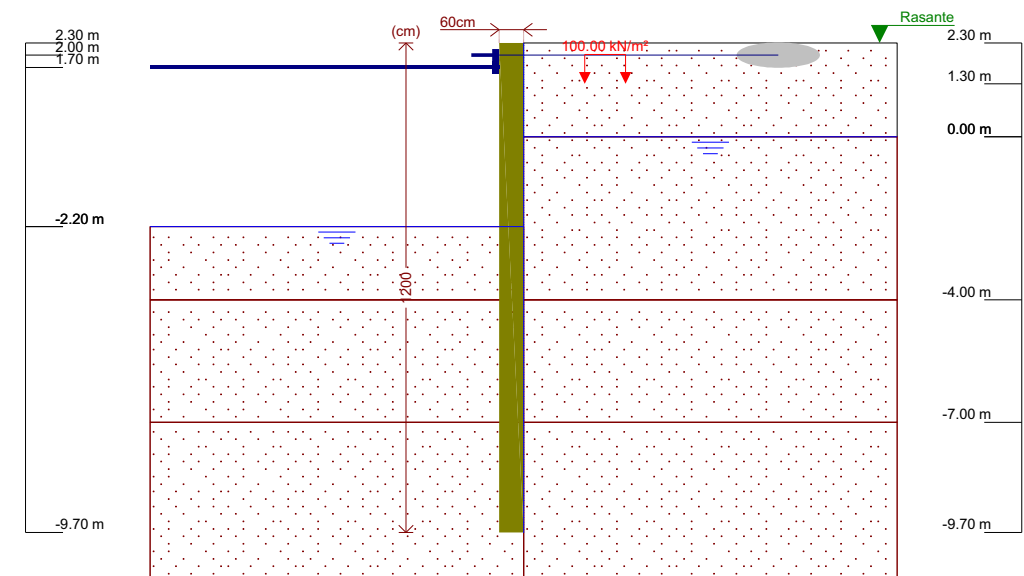 Rasante
60cm
(cm)
2.30 m
2.00 m
1.70 m
100.00 kN/m²
2.30 m
1.30 m
0.00 m
-2.20 m
1200
-4.00 m
-7.00 m
-9.70 m
-9.70 m